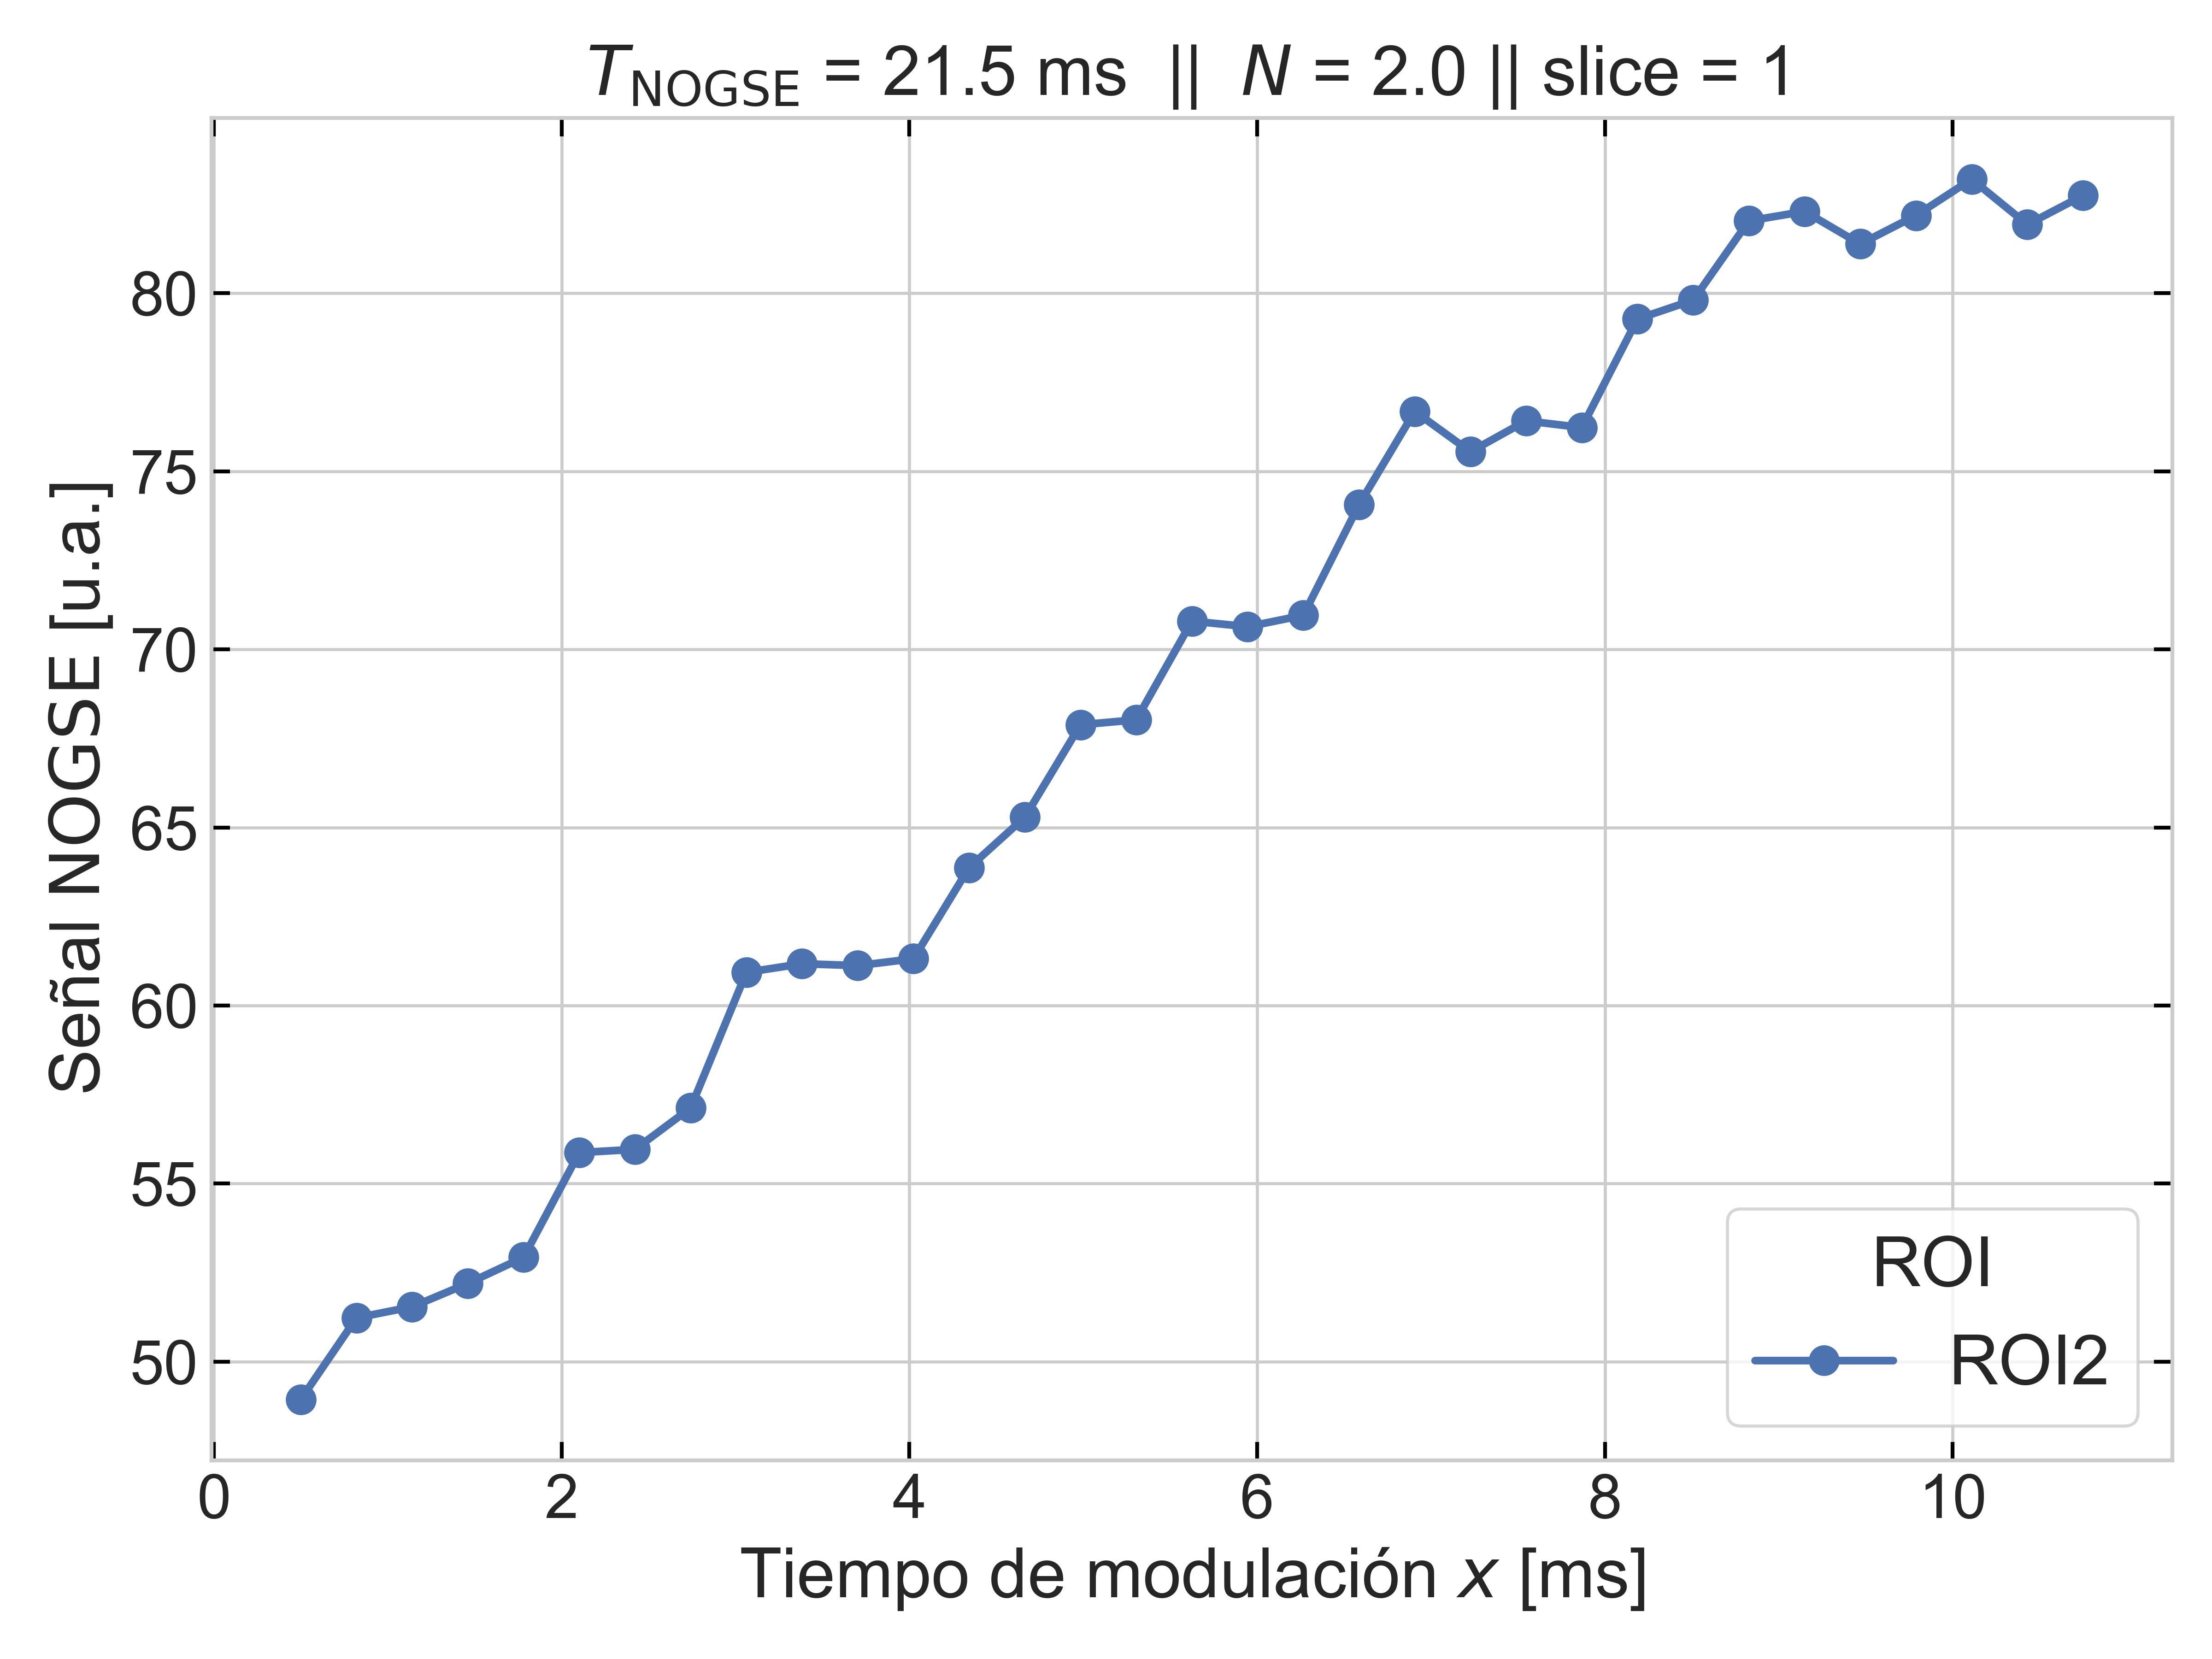 T_NOGSE = 21.5 ms || N = 2.0 || slice = 1
Señal NOGSE [u.a.]
80
75
70
65
60
55
50
ROI
ROI2
0 2 4 6 8 10
Tiempo de modulación x [ms]